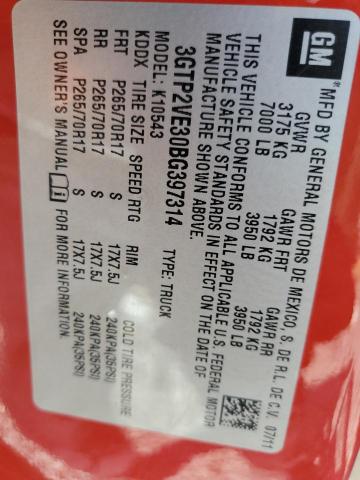 GM MFD BY GENERAL MOTORS DE MEXICO, S. DE R.L. DE C.V. 07/11
GVWR GAWR FRT GAWR RR
3175 KG 1792 KG 1792 KG
7000 LB 3950 LB 3950 LB
THIS VEHICLE CONFORMS TO ALL APPLICABLE U.S. FEDERAL MOTOR
VEHICLE SAFETY STANDARDS IN EFFECT ON THE DATE OF
MANUFACTURE SHOWN ABOVE.
3GTP2VE30BG397314 TYPE: TRUCK
MODEL: K10543
KDDX TIRE SIZE SPEED RTG RIM COLD TIRE PRESSURE
FRT P265/70R17 S 17X7.5J 240KPA(35PSI)
RR P265/70R17 S 17X7.5J 240KPA(35PSI)
SPA P265/70R17 S 17X7.5J 240KPA(35PSI)
SEE OWNER'S MANUAL FOR MORE INFORMATION.